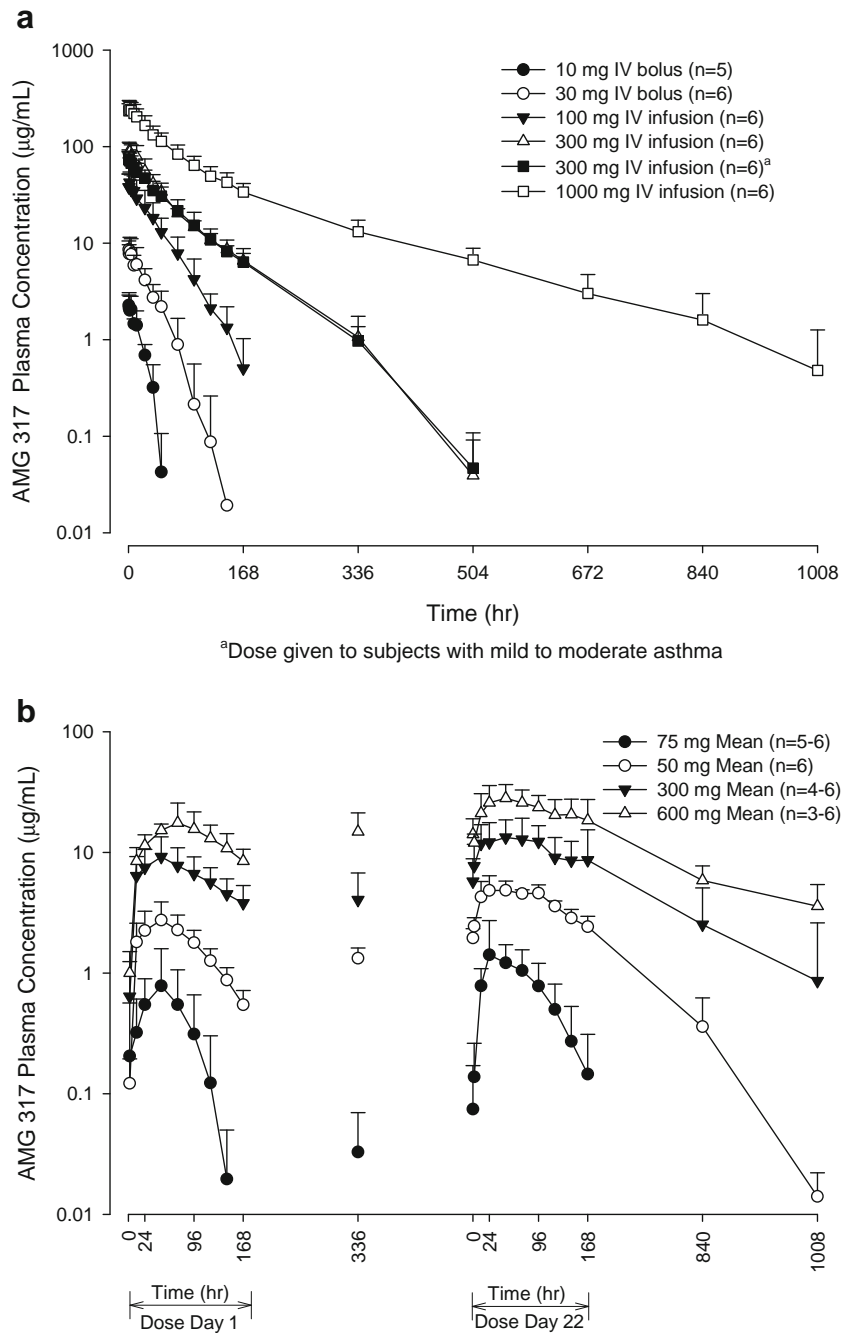 a
1000
100
10
1
0.1
0.01
AMG 317 Plasma Concentration (µg/mL)
10 mg IV bolus (n=5)
30 mg IV bolus (n=6)
100 mg IV infusion (n=6)
300 mg IV infusion (n=6)
300 mg IV infusion (n=6)a
1000 mg IV infusion (n=6)
0 168 336 504 672 840 1008
Time (hr)
aDose given to subjects with mild to moderate asthma
b
100
10
1
0.1
0.01
AMG 317 Plasma Concentration (µg/mL)
75 mg Mean (n=5-6)
50 mg Mean (n=6)
300 mg Mean (n=4-6)
600 mg Mean (n=3-6)
0 24 96 168 336 0 24 96 168 840 1008
Time (hr) Time (hr)
Dose Day 1 Dose Day 22